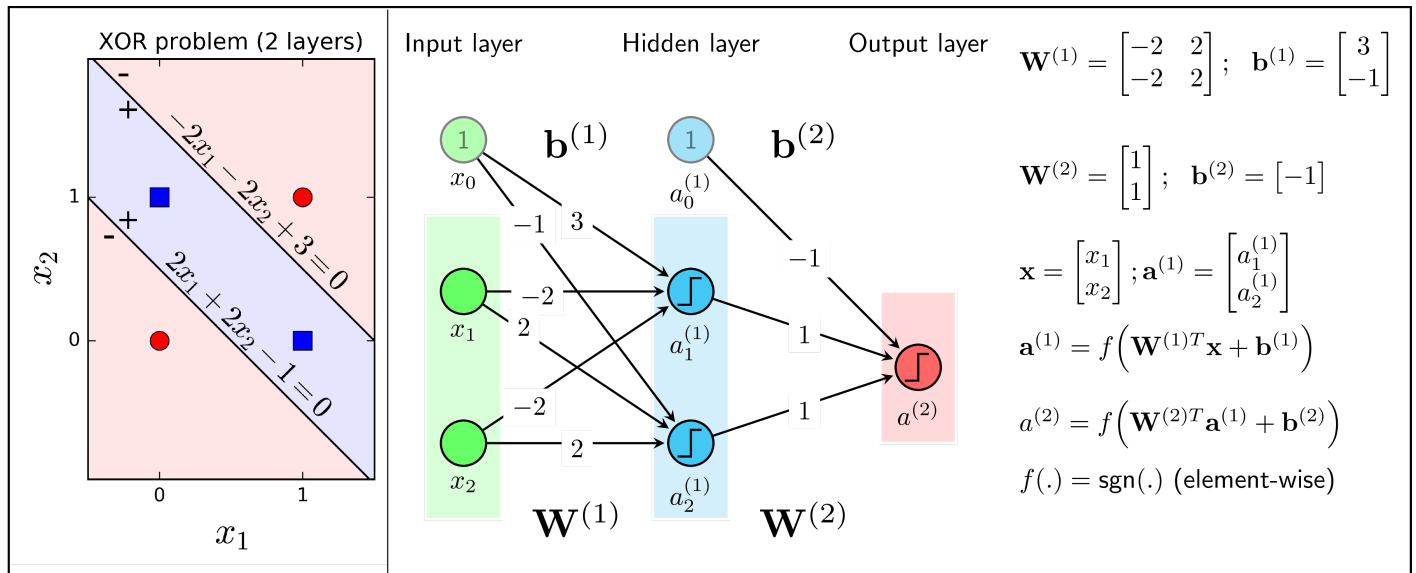 XOR problem (2 layers)
-
+
−2x₁ − 2x₂ + 3 = 0
1
+
-
2x₁ + 2x₂ − 1 = 0
x₂
0
0 1
x₁
Input layer Hidden layer Output layer
1 b⁽¹⁾ 1 b⁽²⁾
x₀ a₀⁽¹⁾
3
−1
−1
−2
x₁ a₁⁽¹⁾
2
1
−2
1 a⁽²⁾
2
x₂ a₂⁽¹⁾
W⁽¹⁾ W⁽²⁾
W⁽¹⁾ = [−2 2; −2 2] ; b⁽¹⁾ = [3; −1]
W⁽²⁾ = [1; 1] ; b⁽²⁾ = [−1]
x = [x₁; x₂] ; a⁽¹⁾ = [a₁⁽¹⁾; a₂⁽¹⁾]
a⁽¹⁾ = f(W⁽¹⁾ᵀx + b⁽¹⁾)
a⁽²⁾ = f(W⁽²⁾ᵀa⁽¹⁾ + b⁽²⁾)
f(.) = sgn(.) (element-wise)